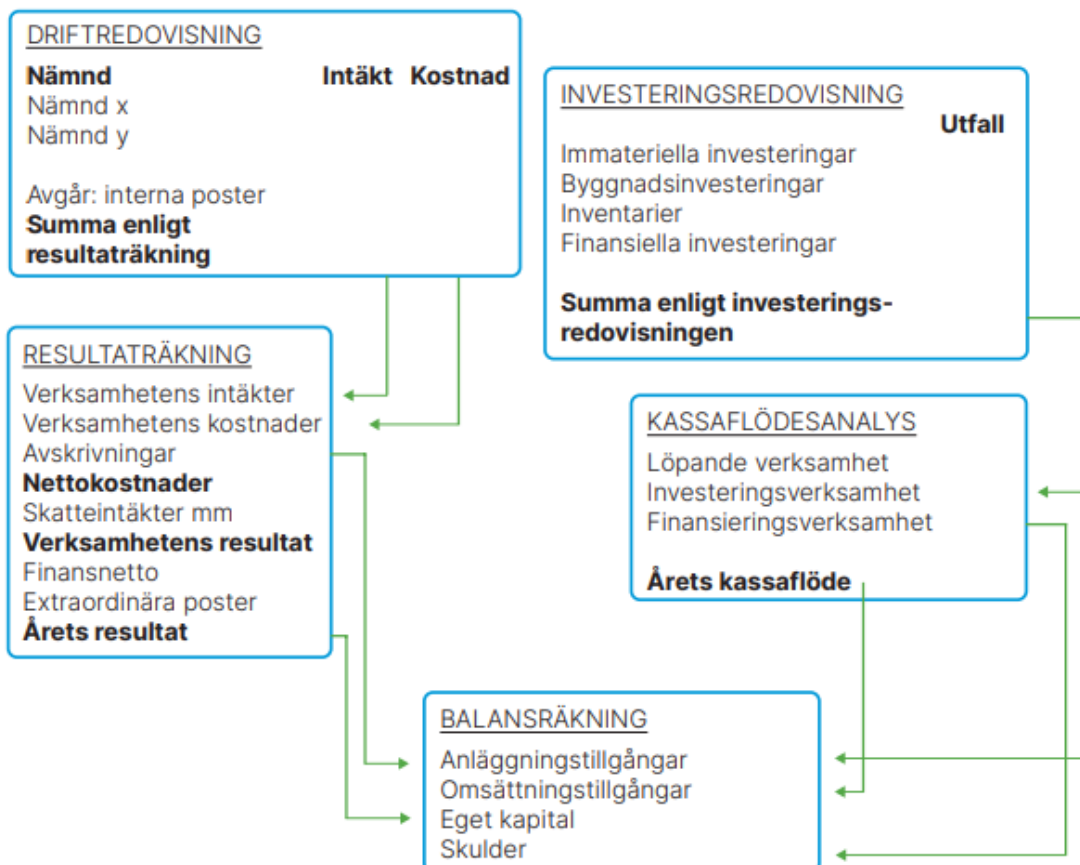 DRIFTREDOVISNING
Nämnd Intäkt Kostnad
Nämnd x
Nämnd y
Avgår: interna poster
Summa enligt
resultaträkning
INVESTERINGSREDOVISNING
Utfall
Immateriella investeringar
Byggnadsinvesteringar
Inventarier
Finansiella investeringar
Summa enligt investerings-
redovisningen
RESULTATRÄKNING
Verksamhetens intäkter
Verksamhetens kostnader
Avskrivningar
Nettokostnader
Skatteintäkter mm
Verksamhetens resultat
Finansnetto
Extraordinära poster
Årets resultat
KASSAFLÖDESANALYS
Löpande verksamhet
Investeringsverksamhet
Finansieringsverksamhet
Årets kassaflöde
BALANSRÄKNING
Anläggningstillgångar
Omsättningstillgångar
Eget kapital
Skulder